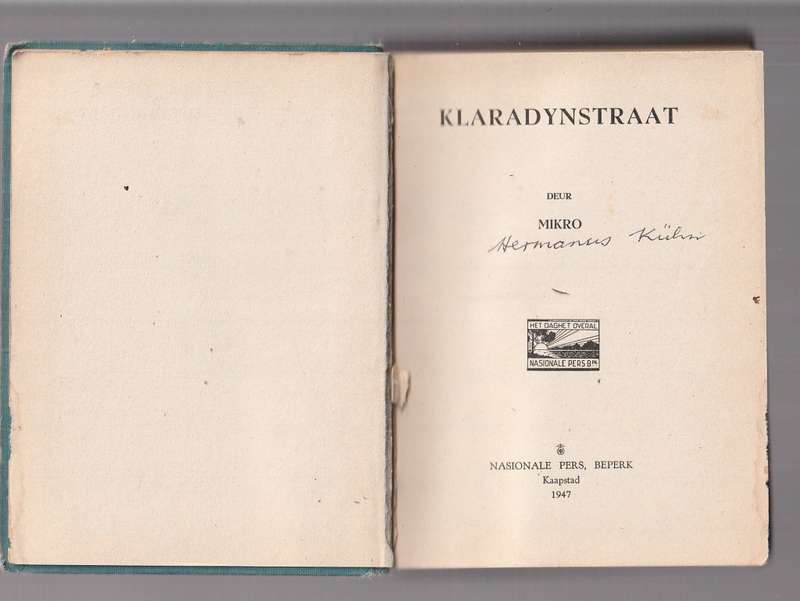 KLARADYNSTRAAT
DEUR
MIKRO
Hermanus Kühn
HET DAGHET OVERAL
NASIONALE PERS BPK
NASIONALE PERS, BEPERK
Kaapstad
1947